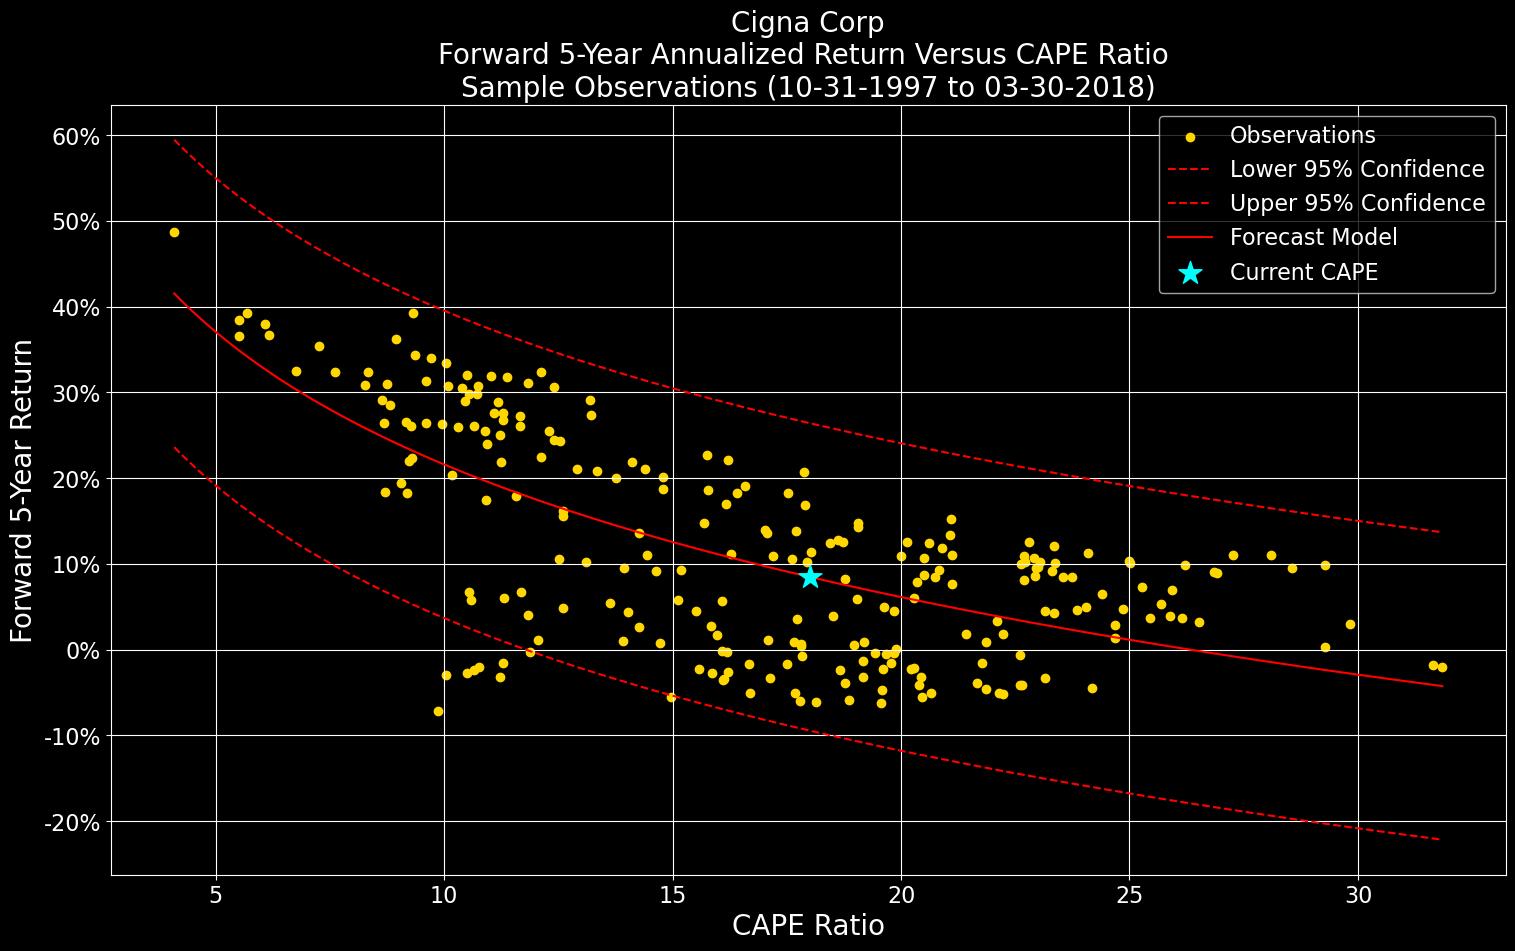 Cigna Corp
Forward 5-Year Annualized Return Versus CAPE Ratio
Sample Observations (10-31-1997 to 03-30-2018)
Observations
Lower 95% Confidence
Upper 95% Confidence
Forecast Model
Current CAPE
Forward 5-Year Return
60%
50%
40%
30%
20%
10%
0%
-10%
-20%
5 10 15 20 25 30
CAPE Ratio